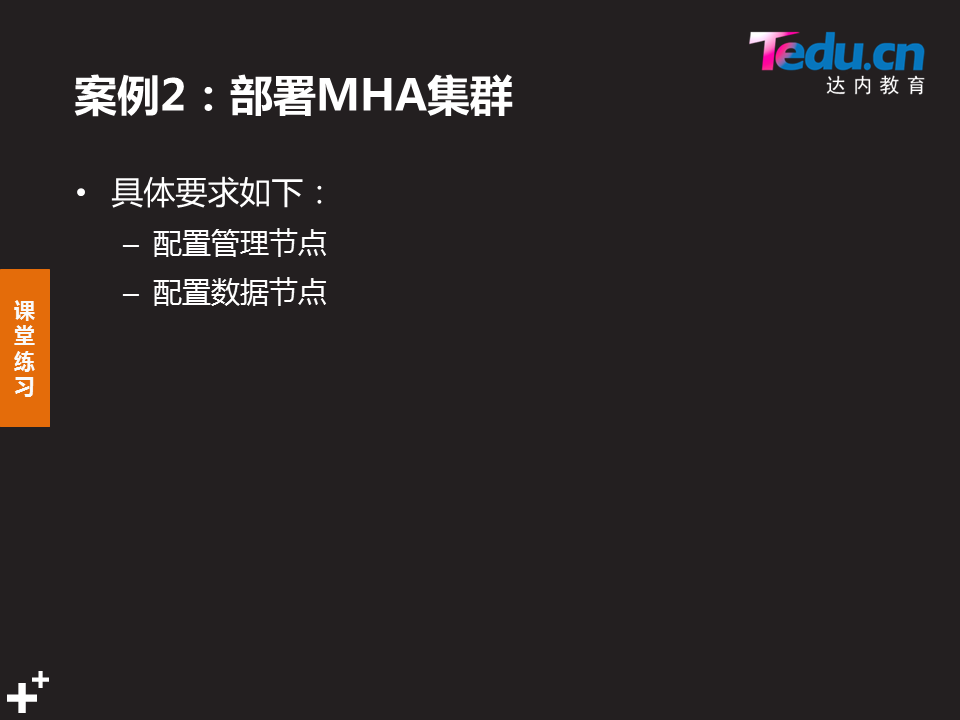 Tedu.cn
达内教育
案例2：部署MHA集群
• 具体要求如下：
– 配置管理节点
– 配置数据节点
课
堂
练
习